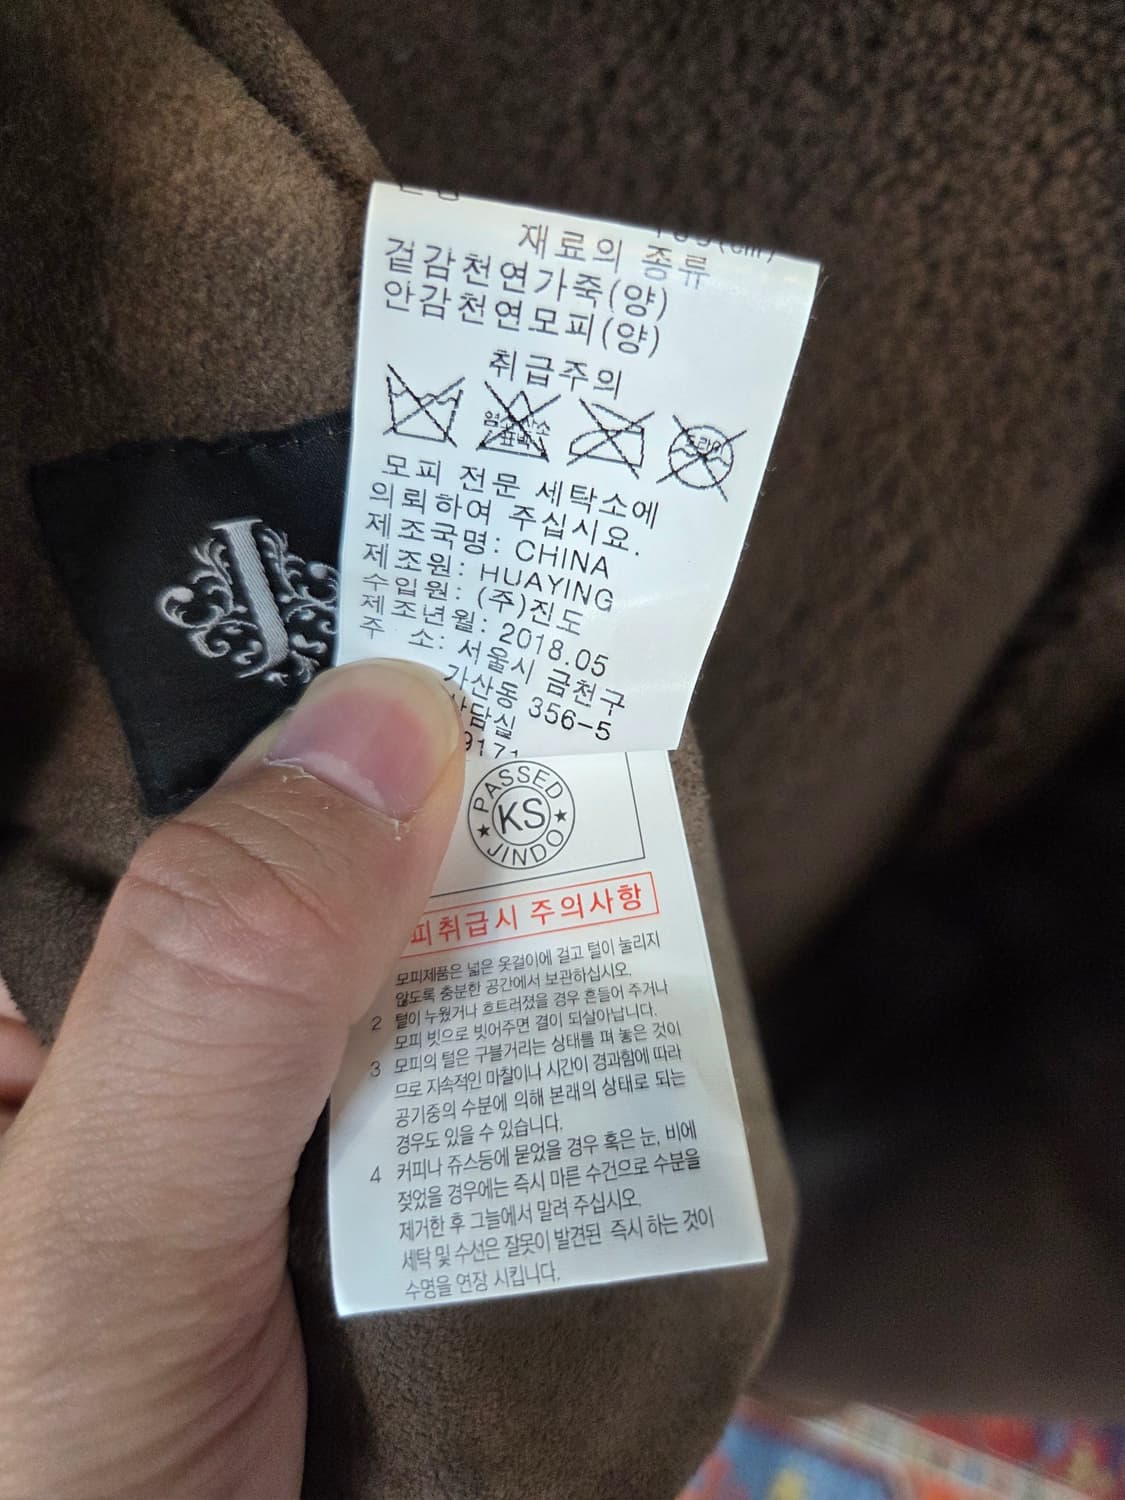 재료의 종류
겉감천연가죽(양)
안감천연모피(양)
취급주의
드라이
모피 전문 세탁소에
의뢰하여 주십시요.
제조국명: CHINA
제조원: HUAYING
수입원: (주)진도
제조년월: 2018.05
주 소: 서울시 금천구
가산동 356-5
상담실
J
PASSED
KS
JINDO
피취급시 주의사항
모피제품은 넓은 옷걸이에 걸고 털이 눌리지
않도록 충분한 공간에서 보관하십시오.
2 털이 누웠거나 흐트러졌을 경우 흔들어 주거나
모피 빗으로 빗어주면 결이 되살아납니다.
3 모피의 털은 구불거리는 상태를 펴 놓은 것이
므로 지속적인 마찰이나 시간이 경과함에 따라
공기중의 수분에 의해 본래의 상태로 되는
경우도 있을 수 있습니다.
4 커피나 쥬스등에 묻었을 경우 혹은 눈, 비에
젖었을 경우에는 즉시 마른 수건으로 수분을
제거한 후 그늘에서 말려 주십시오.
세탁 및 수선은 잘못이 발견된 즉시 하는 것이
수명을 연장 시킵니다.